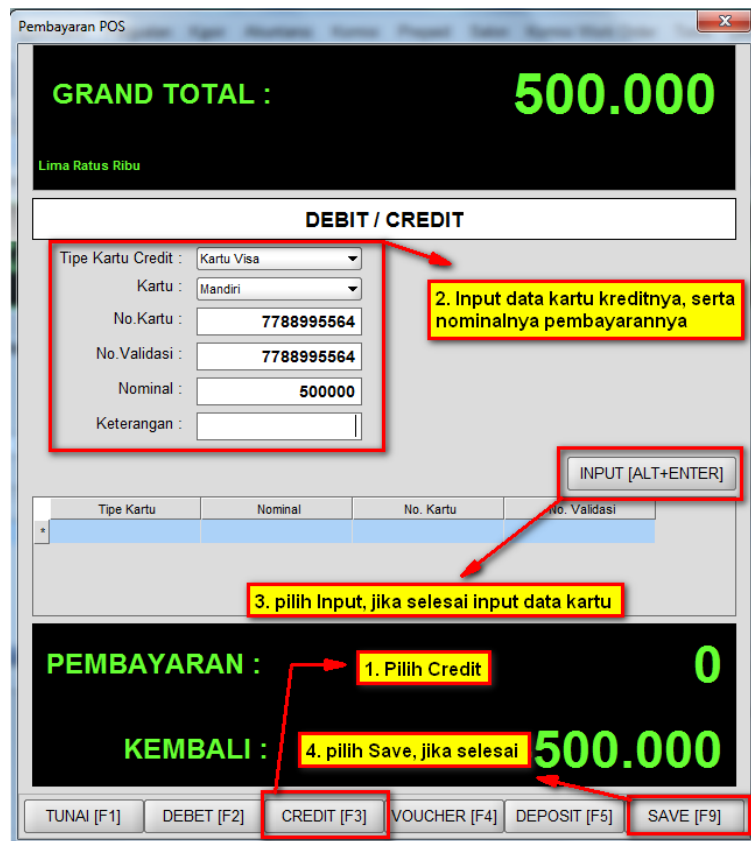 Pembayaran POS
GRAND TOTAL :
500.000
Lima Ratus Ribu
DEBIT / CREDIT
Tipe Kartu Credit :
Kartu Visa
Kartu :
Mandiri
No.Kartu :
7788995564
No.Validasi :
7788995564
Nominal :
500000
Keterangan :
2. Input data kartu kreditnya, serta
nominalnya pembayarannya
INPUT [ALT+ENTER]
Tipe Kartu
Nominal
No. Kartu
No. Validasi
*
3. pilih Input, jika selesai input data kartu
PEMBAYARAN :
0
1. Pilih Credit
KEMBALI :
500.000
4. pilih Save, jika selesai
TUNAI [F1]
DEBET [F2]
CREDIT [F3]
VOUCHER [F4]
DEPOSIT [F5]
SAVE [F9]